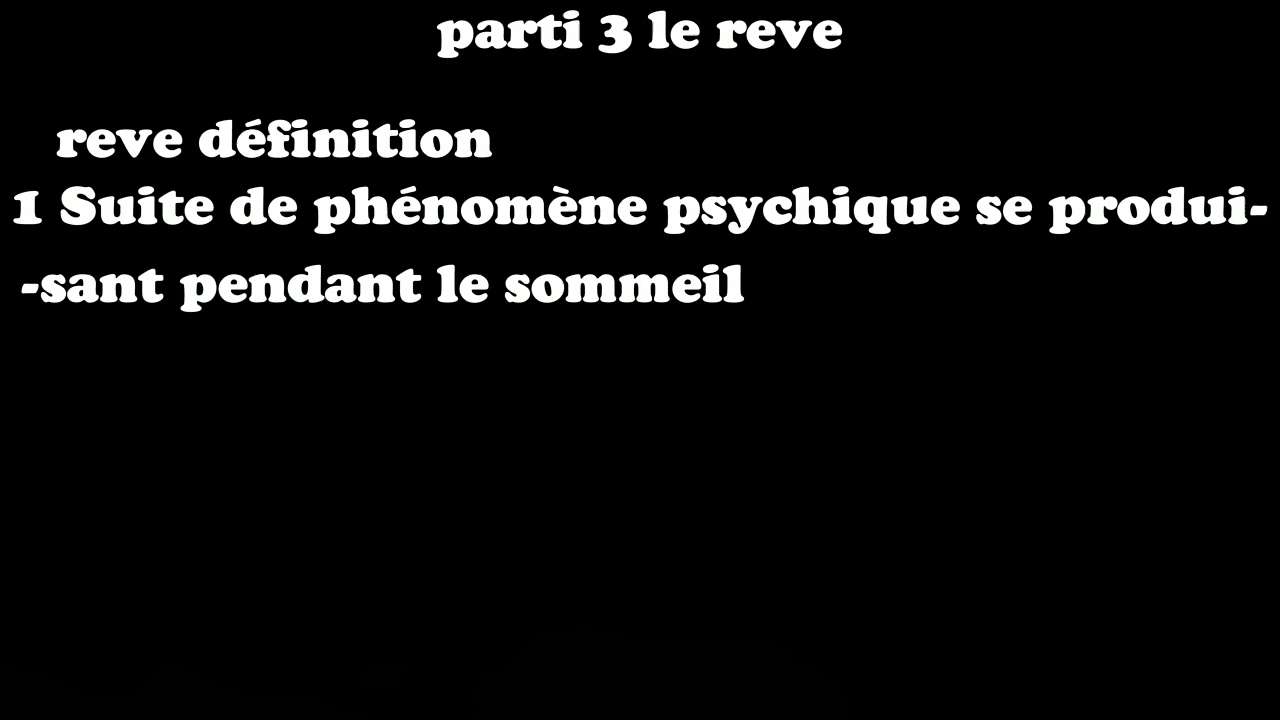 parti 3 le reve
reve définition
1 Suite de phénomène psychique se produi-
-sant pendant le sommeil